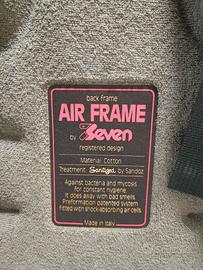 back frame
AIR FRAME
by Seven
registered design
Material: Cotton
Treatment: Sanitized by Sandoz
Against bacteria and mycosis
for constant hygiene.
It does away with bad smells.
Preformation patented system
fitted with shock-absorbing air cells.
Made in Italy